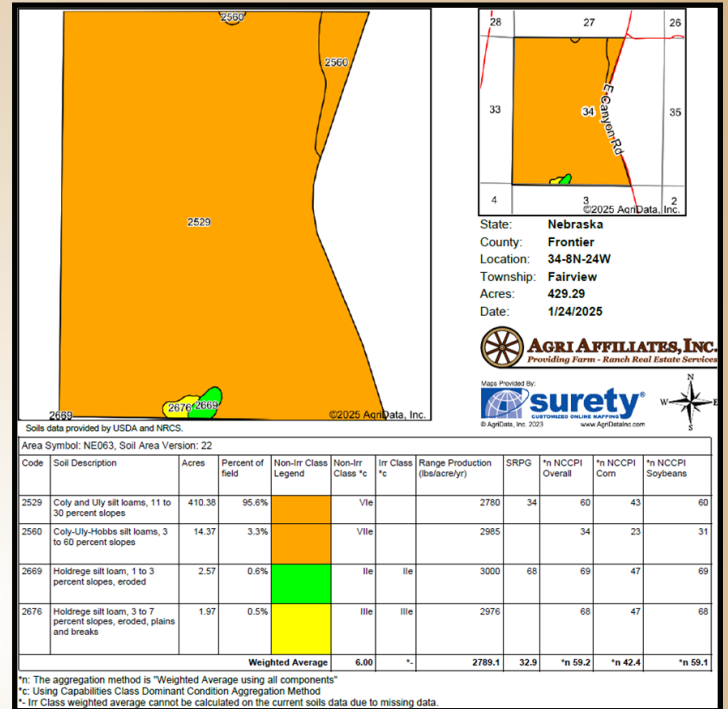 2560
2560
2529
2676
2669
2669
©2025 AgriData, Inc.
Soils data provided by USDA and NRCS.
28
27
26
33
34
35
E Canyon Rd
4
3
2
©2025 AgriData, Inc.
State: Nebraska
County: Frontier
Location: 34-8N-24W
Township: Fairview
Acres: 429.29
Date: 1/24/2025
AGRI AFFILIATES, INC.
Providing Farm - Ranch Real Estate Services
Maps Provided By:
surety®
CUSTOMIZED ONLINE MAPPING
© AgriData, Inc. 2023 www.AgriDataInc.com
N
W E
S
Area Symbol: NE063, Soil Area Version: 22
Code Soil Description Acres Percent of field Non-Irr Class Legend Non-Irr Class *c Irr Class *c Range Production (lbs/acre/yr) SRPG *n NCCPI Overall *n NCCPI Corn *n NCCPI Soybeans
2529 Coly and Uly silt loams, 11 to 30 percent slopes 410.38 95.6% VIe 2780 34 60 43 60
2560 Coly-Uly-Hobbs silt loams, 3 to 60 percent slopes 14.37 3.3% VIIe 2985 34 23 31
2669 Holdrege silt loam, 1 to 3 percent slopes, eroded 2.57 0.6% IIe IIe 3000 68 69 47 69
2676 Holdrege silt loam, 3 to 7 percent slopes, eroded, plains and breaks 1.97 0.5% IIIe IIIe 2976 68 47 68
Weighted Average 6.00 *- 2789.1 32.9 *n 59.2 *n 42.4 *n 59.1
*n: The aggregation method is "Weighted Average using all components"
*c: Using Capabilities Class Dominant Condition Aggregation Method
*- Irr Class weighted average cannot be calculated on the current soils data due to missing data.